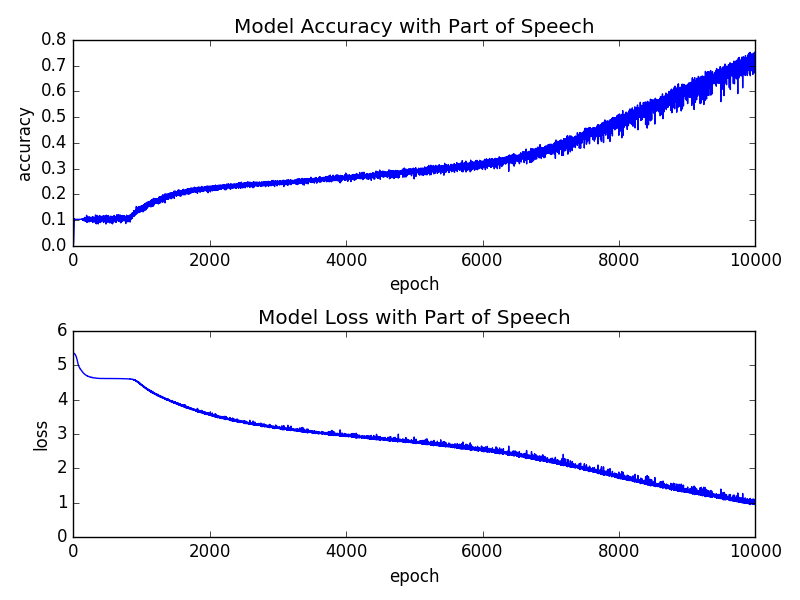 Model Accuracy with Part of Speech
0.8
0.7
0.6
0.5
0.4
0.3
0.2
0.1
0.0
accuracy
0 2000 4000 6000 8000 10000
epoch
Model Loss with Part of Speech
6
5
4
3
2
1
0
loss
0 2000 4000 6000 8000 10000
epoch